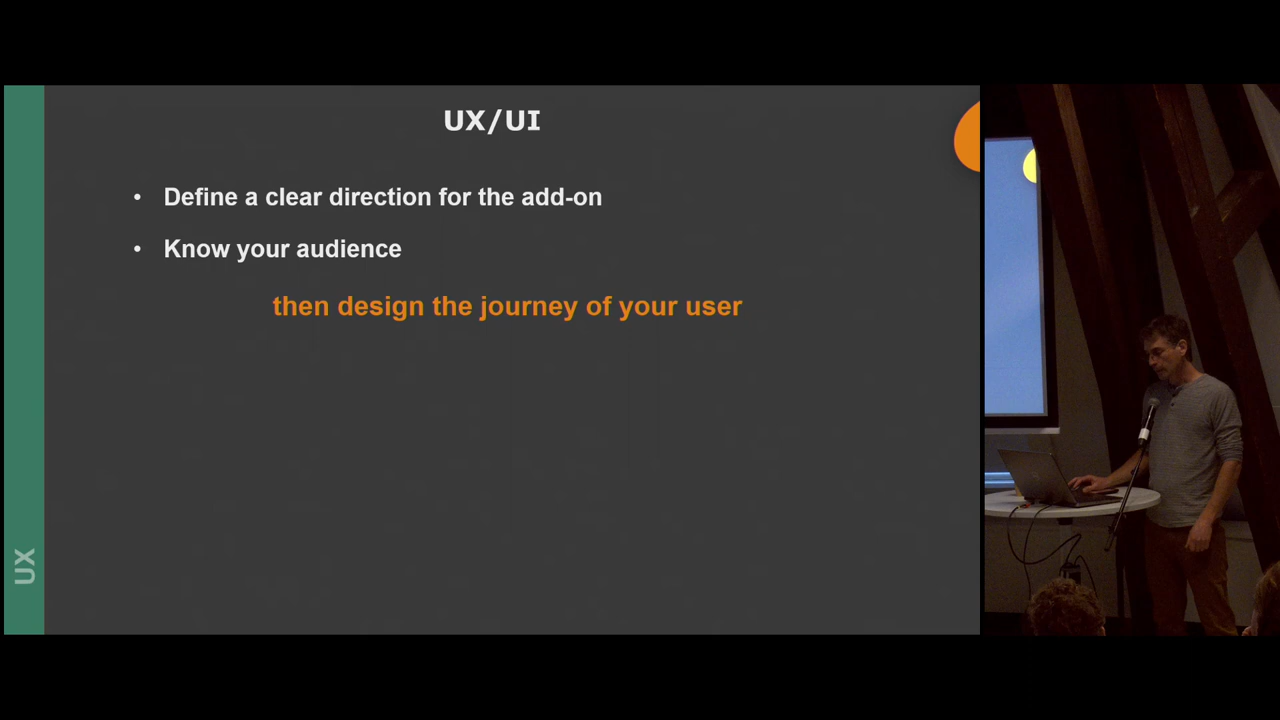 UX/UI
• Define a clear direction for the add-on
• Know your audience
then design the journey of your user
UX